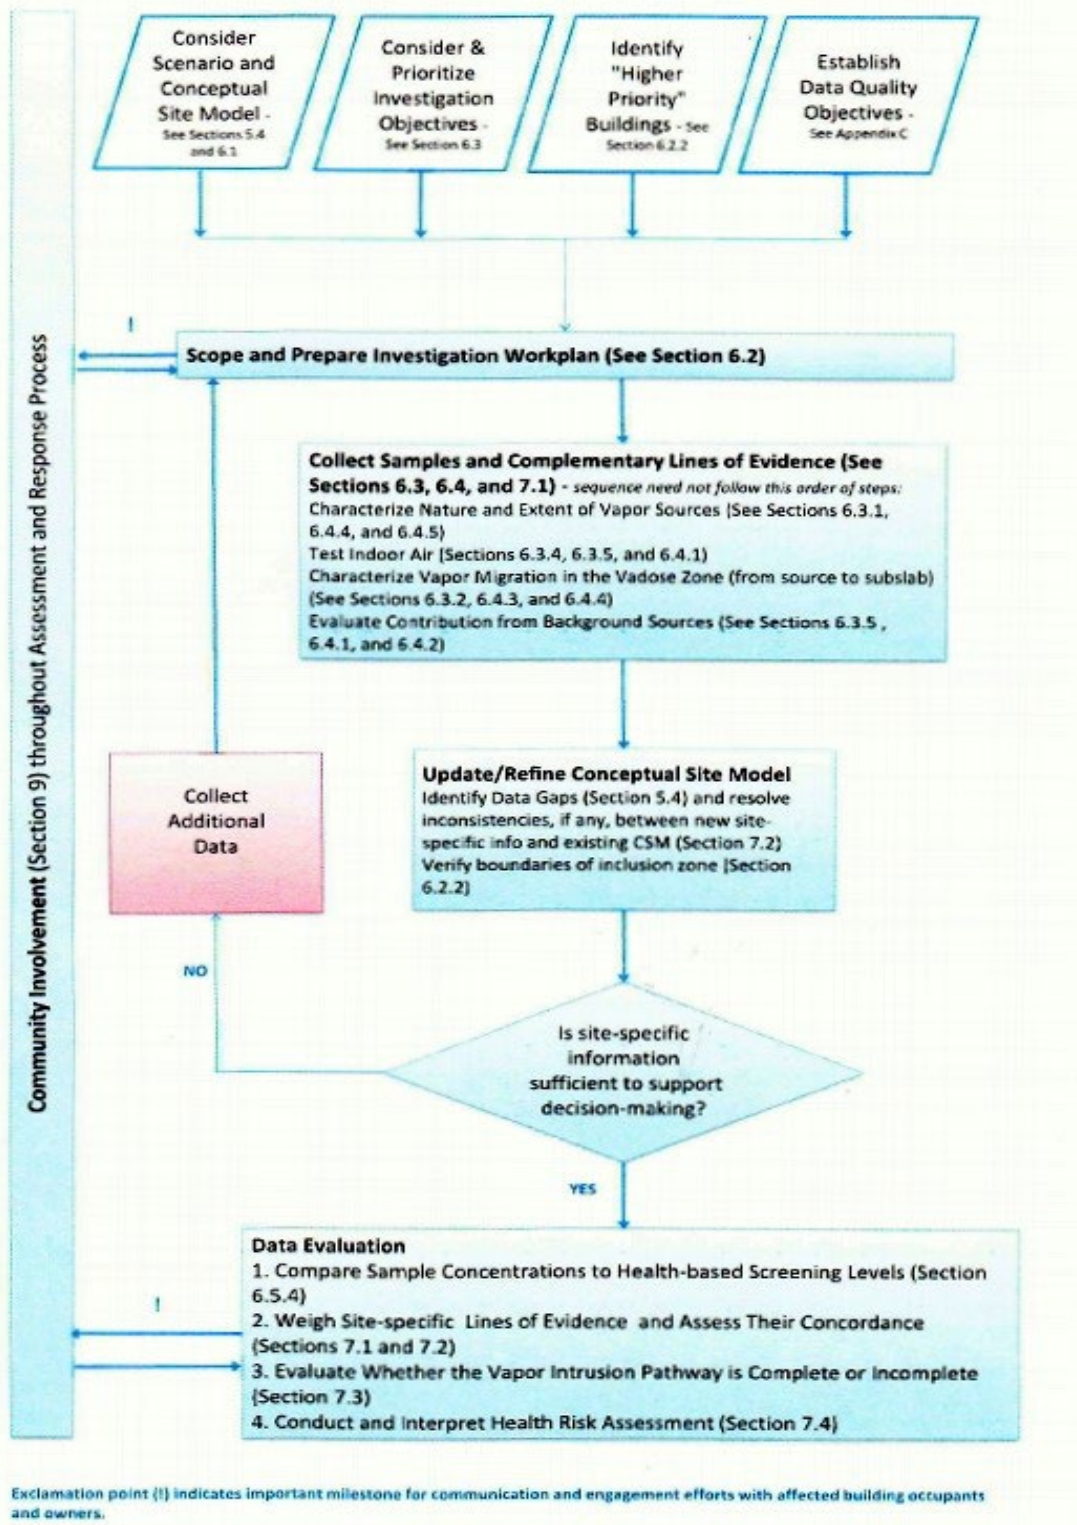 Consider
Scenario and
Conceptual
Site Model -
See Sections 5.4
and 6.1
Consider &
Prioritize
Investigation
Objectives -
See Section 6.3
Identify
"Higher
Priority"
Buildings - See
Section 6.2.2
Establish
Data Quality
Objectives -
See Appendix C
Community Involvement (Section 9) throughout Assessment and Response Process
!
Scope and Prepare Investigation Workplan (See Section 6.2)
Collect Samples and Complementary Lines of Evidence (See
Sections 6.3, 6.4, and 7.1) - sequence need not follow this order of steps:
Characterize Nature and Extent of Vapor Sources (See Sections 6.3.1,
6.4.4, and 6.4.5)
Test Indoor Air (Sections 6.3.4, 6.3.5, and 6.4.1)
Characterize Vapor Migration in the Vadose Zone (from source to subslab)
(See Sections 6.3.2, 6.4.3, and 6.4.4)
Evaluate Contribution from Background Sources (See Sections 6.3.5 ,
6.4.1, and 6.4.2)
Collect
Additional
Data
Update/Refine Conceptual Site Model
Identify Data Gaps (Section 5.4) and resolve
inconsistencies, if any, between new site-
specific info and existing CSM (Section 7.2)
Verify boundaries of inclusion zone (Section
6.2.2)
NO
Is site-specific
information
sufficient to support
decision-making?
YES
!
Data Evaluation
1. Compare Sample Concentrations to Health-based Screening Levels (Section
6.5.4)
2. Weigh Site-specific Lines of Evidence and Assess Their Concordance
(Sections 7.1 and 7.2)
3. Evaluate Whether the Vapor Intrusion Pathway is Complete or Incomplete
(Section 7.3)
4. Conduct and Interpret Health Risk Assessment (Section 7.4)
Exclamation point (!) indicates important milestone for communication and engagement efforts with affected building occupants
and owners.